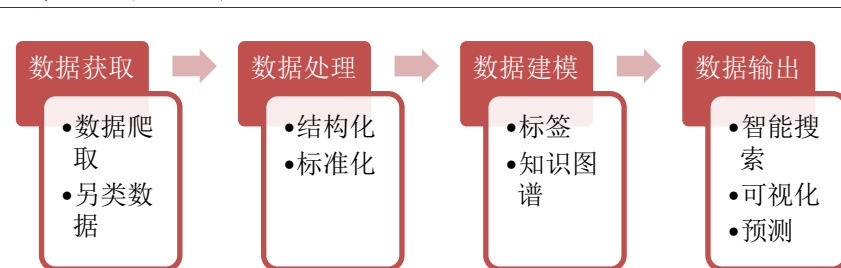 数据获取
•数据爬
取
•另类数
据
数据处理
•结构化
•标准化
数据建模
•标签
•知识图
谱
数据输出
•智能搜
索
•可视化
•预测